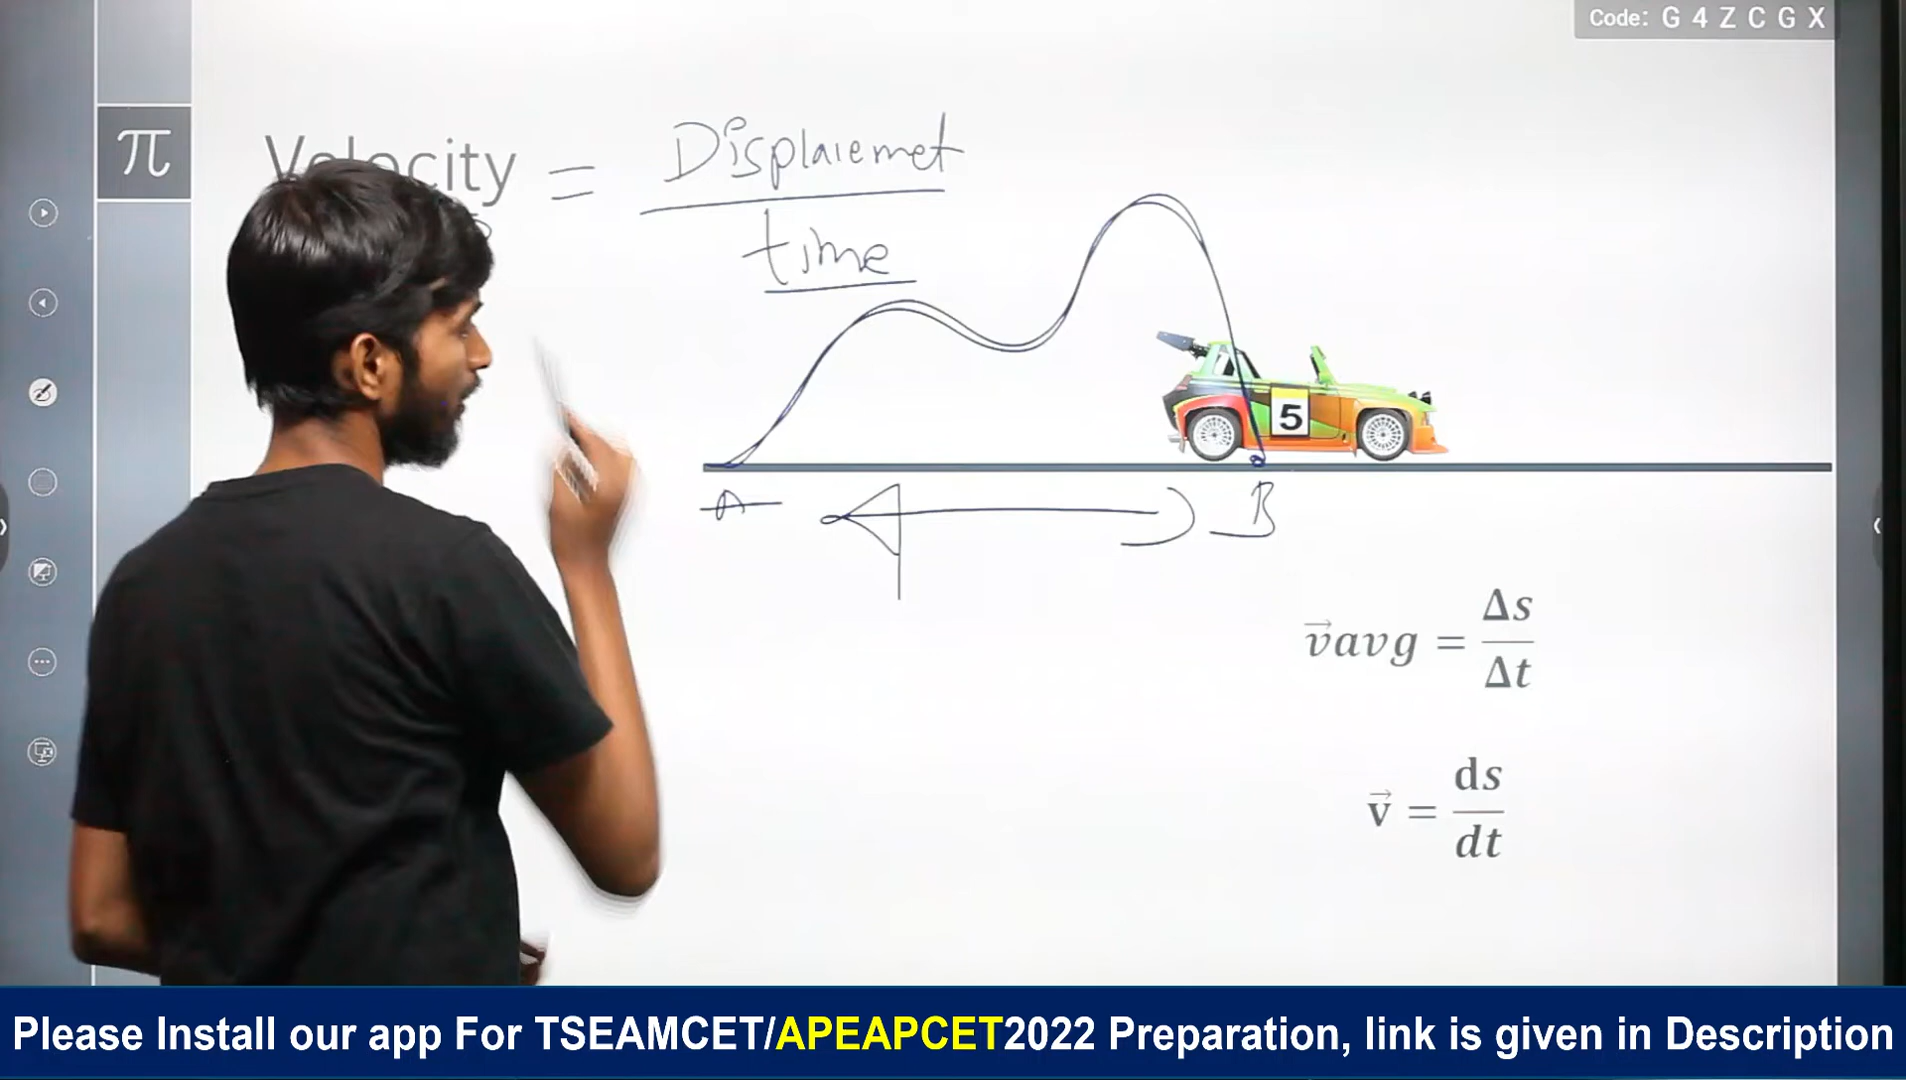 Code: G 4 Z C G X
π
Velocity = Displaiemet
time
5
A
B
v⃗avg = Δs/Δt
v⃗ = ds/dt
Please Install our app For TSEAMCET/APEAPCET2022 Preparation, link is given in Description